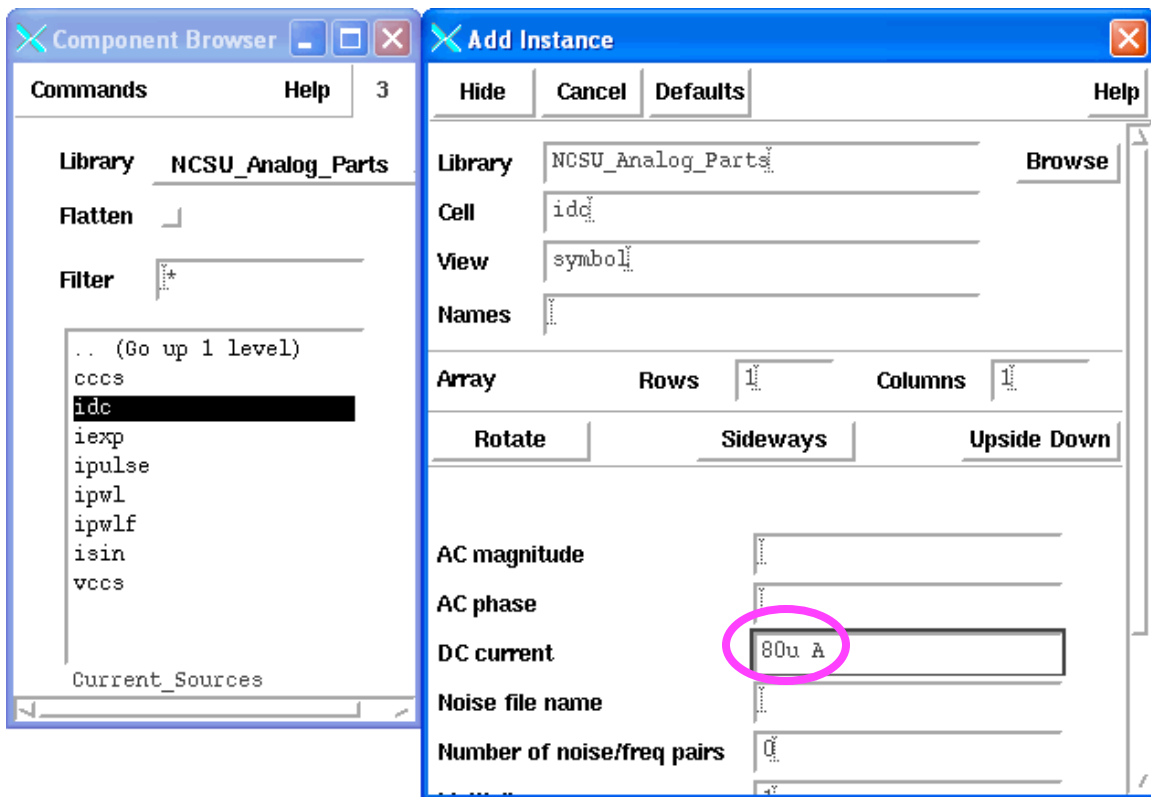 Component Browser
Commands Help 3
Library NCSU_Analog_Parts
Flatten
Filter *
.. (Go up 1 level)
cccs
idc
iexp
ipulse
ipwl
ipwlf
isin
vccs
Current_Sources
Add Instance
Hide Cancel Defaults Help
Library NCSU_Analog_Parts Browse
Cell idc
View symbol
Names
Array Rows 1 Columns 1
Rotate Sideways Upside Down
AC magnitude
AC phase
DC current 80u A
Noise file name
Number of noise/freq pairs 0